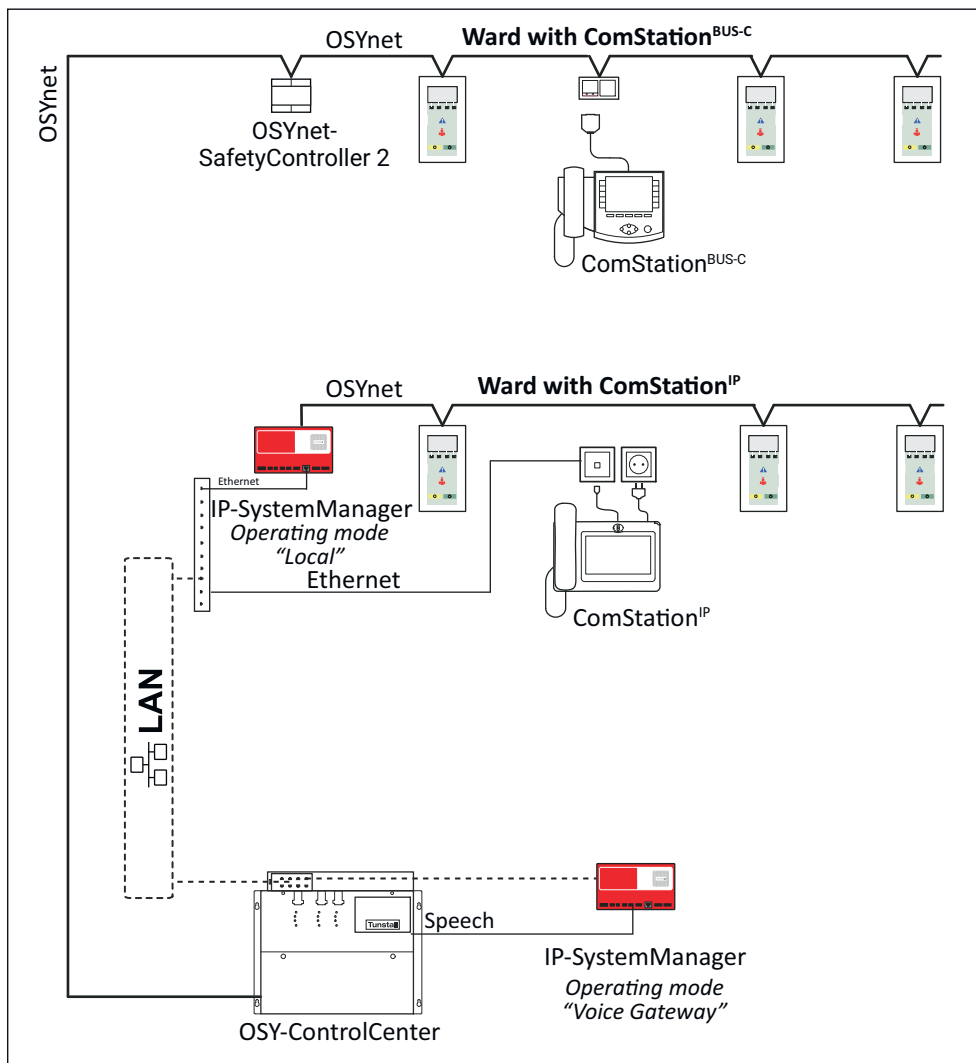 OSYnet
Ward with ComStationBUS-C
OSYnet
OSYnet-
SafetyController 2
ComStationBUS-C
OSYnet
Ward with ComStationIP
Ethernet
IP-SystemManager
Operating mode
“Local”
Ethernet
ComStationIP
LAN
Speech
IP-SystemManager
Operating mode
“Voice Gateway”
OSY-ControlCenter